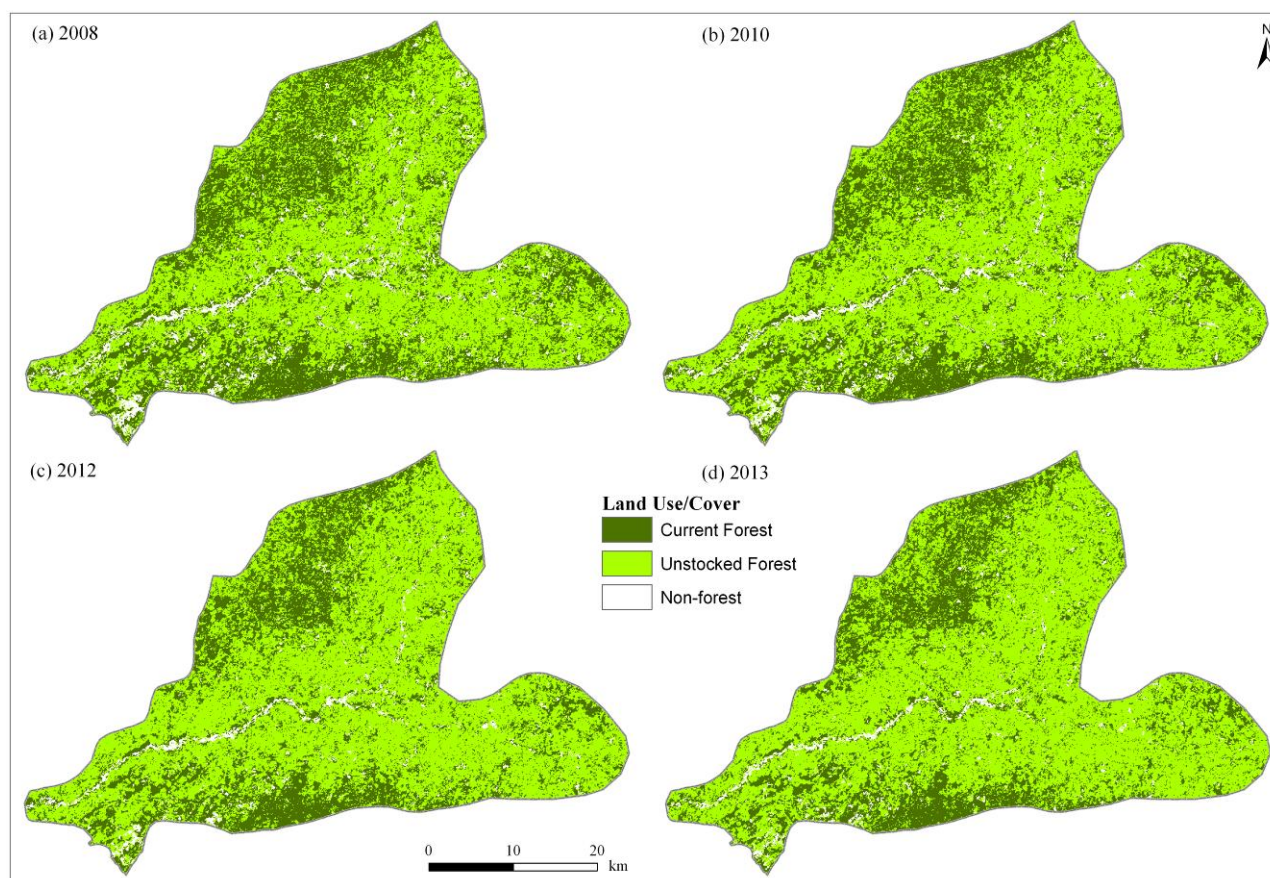 (a) 2008
(b) 2010
N
(c) 2012
(d) 2013
Land Use/Cover
Current Forest
Unstocked Forest
Non-forest
0 10 20
km